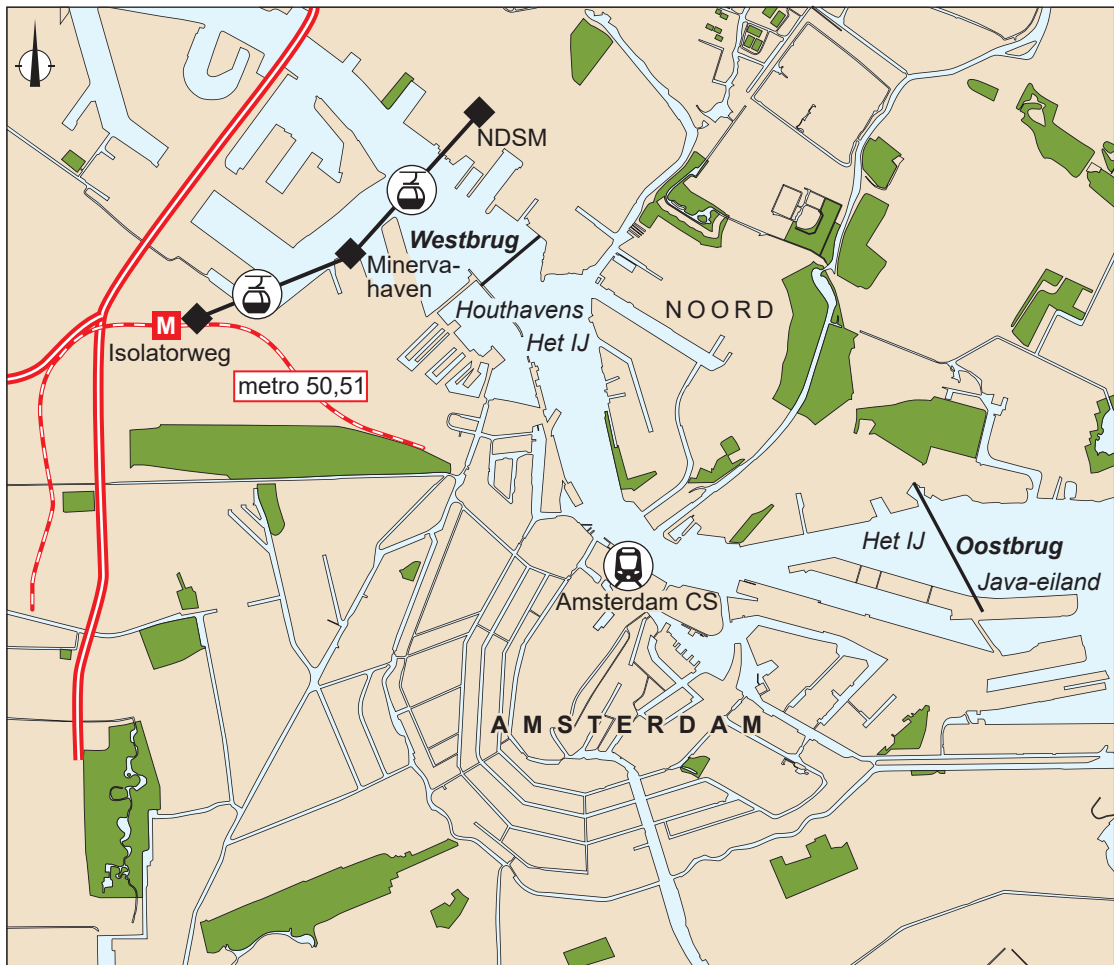 NDSM
Westbrug
Minerva-
haven
Houthavens
NOORD
Het IJ
M
Isolatorweg
metro 50,51
Het IJ
Oostbrug
Java-eiland
Amsterdam CS
AMSTERDAM